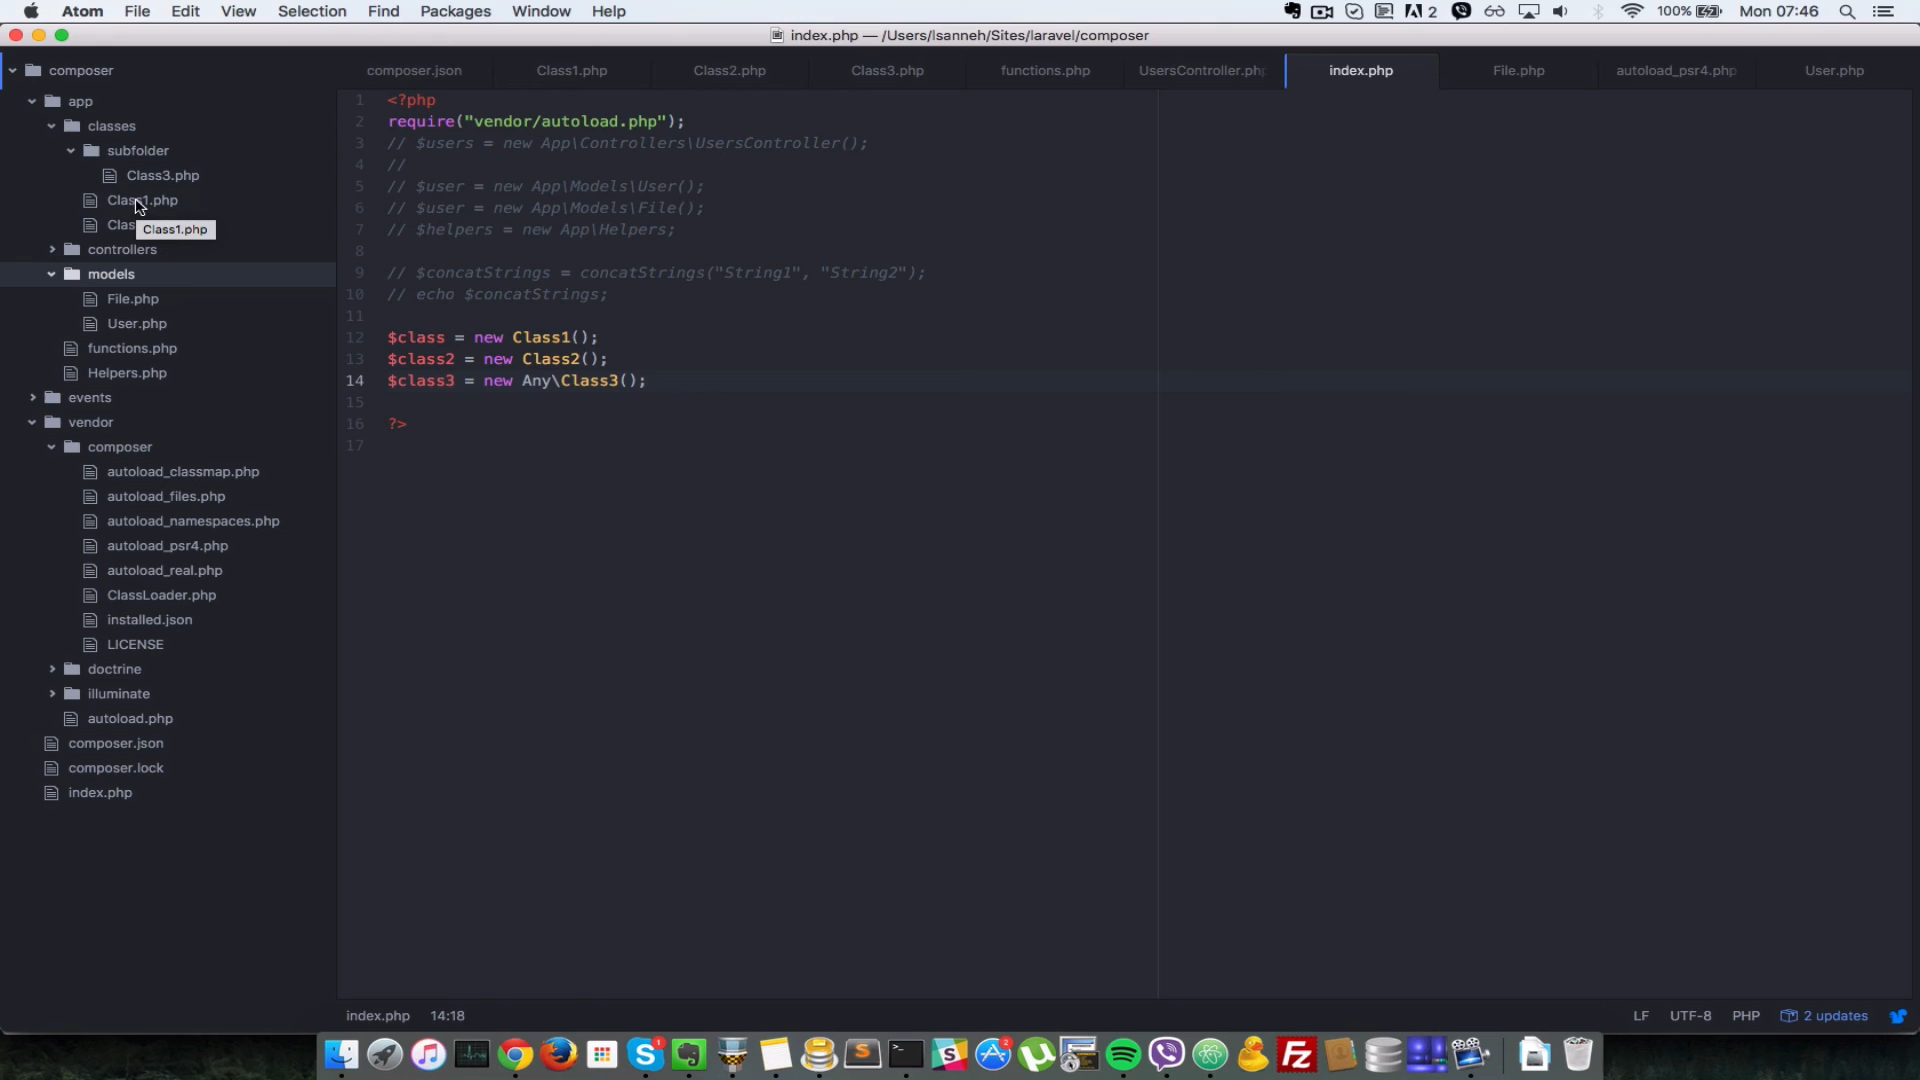 Atom File Edit View Selection Find Packages Window Help 2 100% Mon 07:46
index.php — /Users/lsanneh/Sites/laravel/composer
composer
app
classes
subfolder
Class3.php
Class1.php
Clas
Class1.php
controllers
models
File.php
User.php
functions.php
Helpers.php
events
vendor
composer
autoload_classmap.php
autoload_files.php
autoload_namespaces.php
autoload_psr4.php
autoload_real.php
ClassLoader.php
installed.json
LICENSE
doctrine
illuminate
autoload.php
composer.json
composer.lock
index.php
composer.json Class1.php Class2.php Class3.php functions.php UsersController.php index.php File.php autoload_psr4.php User.php
1 <?php
2 require("vendor/autoload.php");
3 // $users = new App\Controllers\UsersController();
4 //
5 // $user = new App\Models\User();
6 // $user = new App\Models\File();
7 // $helpers = new App\Helpers;
8
9 // $concatStrings = concatStrings("String1", "String2");
10 // echo $concatStrings;
11
12 $class = new Class1();
13 $class2 = new Class2();
14 $class3 = new Any\Class3();
15
16 ?>
17
index.php 14:18 LF UTF-8 PHP 2 updates